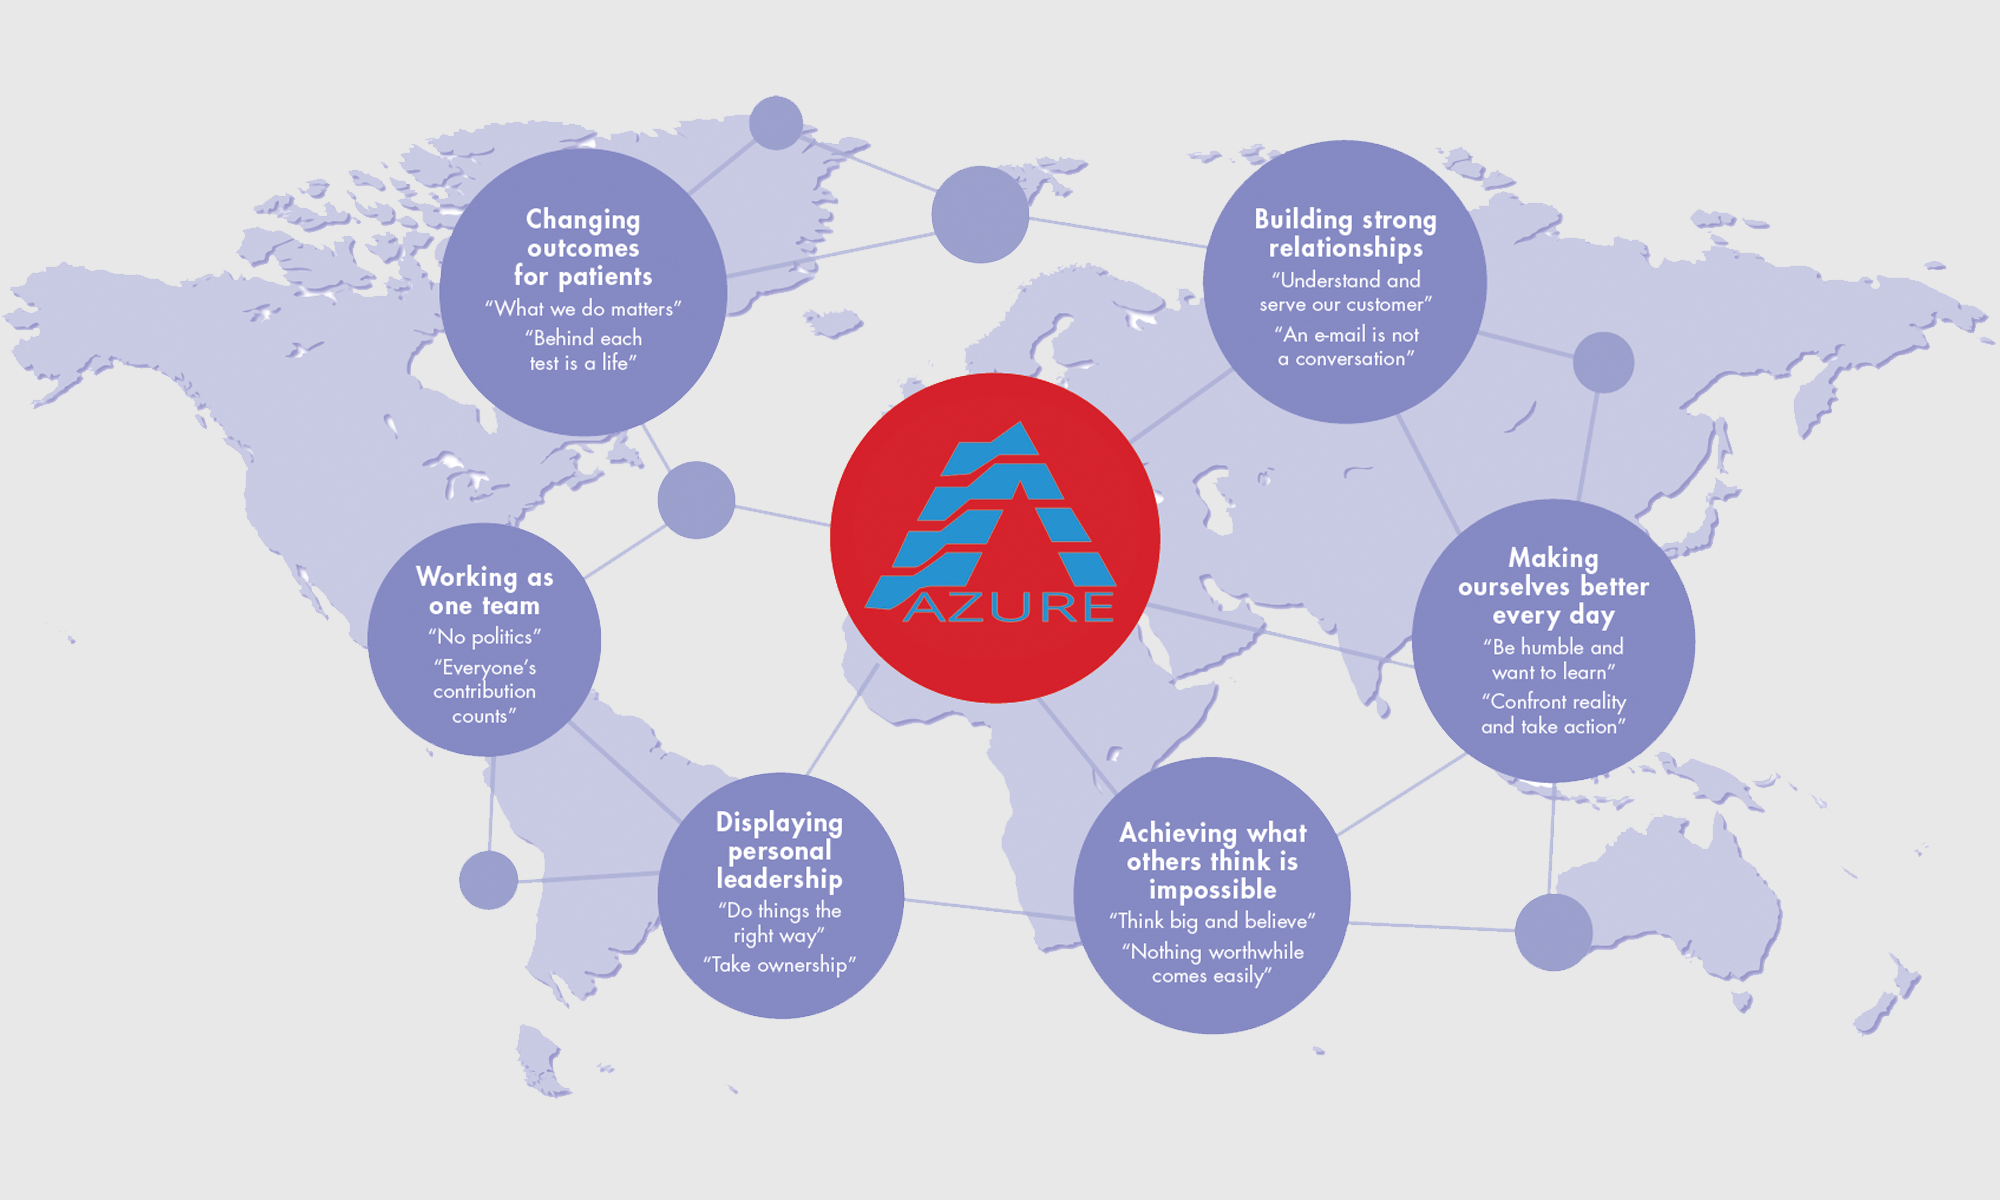 Changing
outcomes
for patients
“What we do matters”
“Behind each
test is a life”
Building strong
relationships
“Understand and
serve our customer”
“An e-mail is not
a conversation”
AZURE
Working as
one team
“No politics”
“Everyone’s
contribution
counts”
Making
ourselves better
every day
“Be humble and
want to learn”
“Confront reality
and take action”
Displaying
personal
leadership
“Do things the
right way”
“Take ownership”
Achieving what
others think is
impossible
“Think big and believe”
“Nothing worthwhile
comes easily”